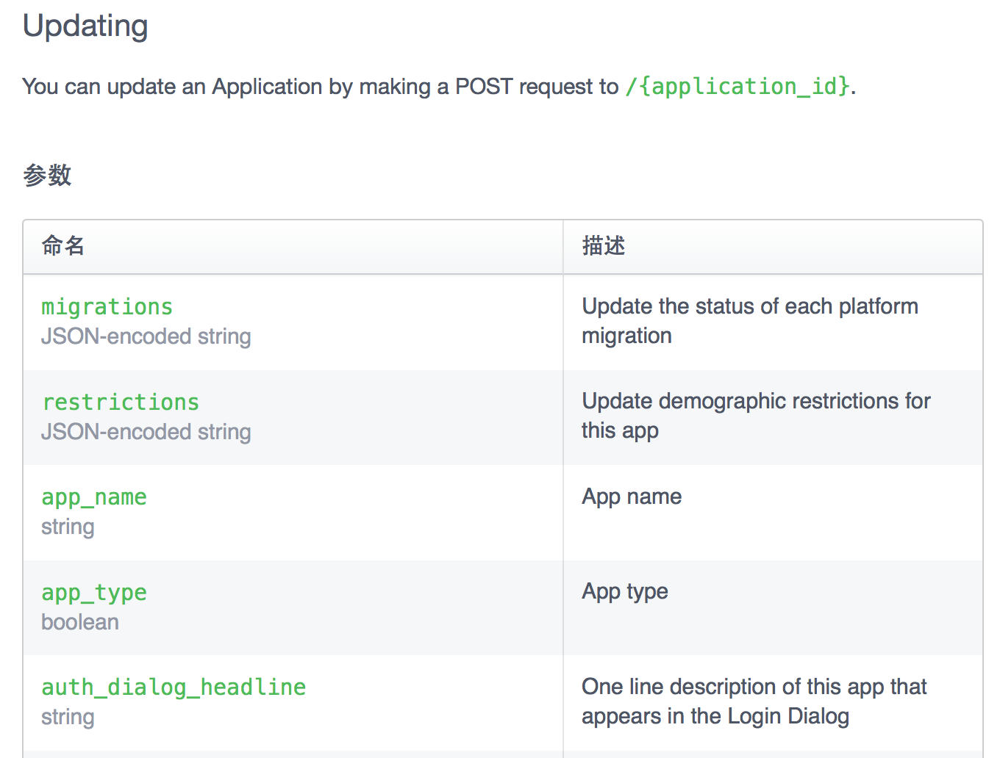 Updating
You can update an Application by making a POST request to /{application_id}.
参数
命名
描述
migrations
JSON-encoded string
Update the status of each platform
migration
restrictions
JSON-encoded string
Update demographic restrictions for
this app
app_name
string
App name
app_type
boolean
App type
auth_dialog_headline
string
One line description of this app that
appears in the Login Dialog